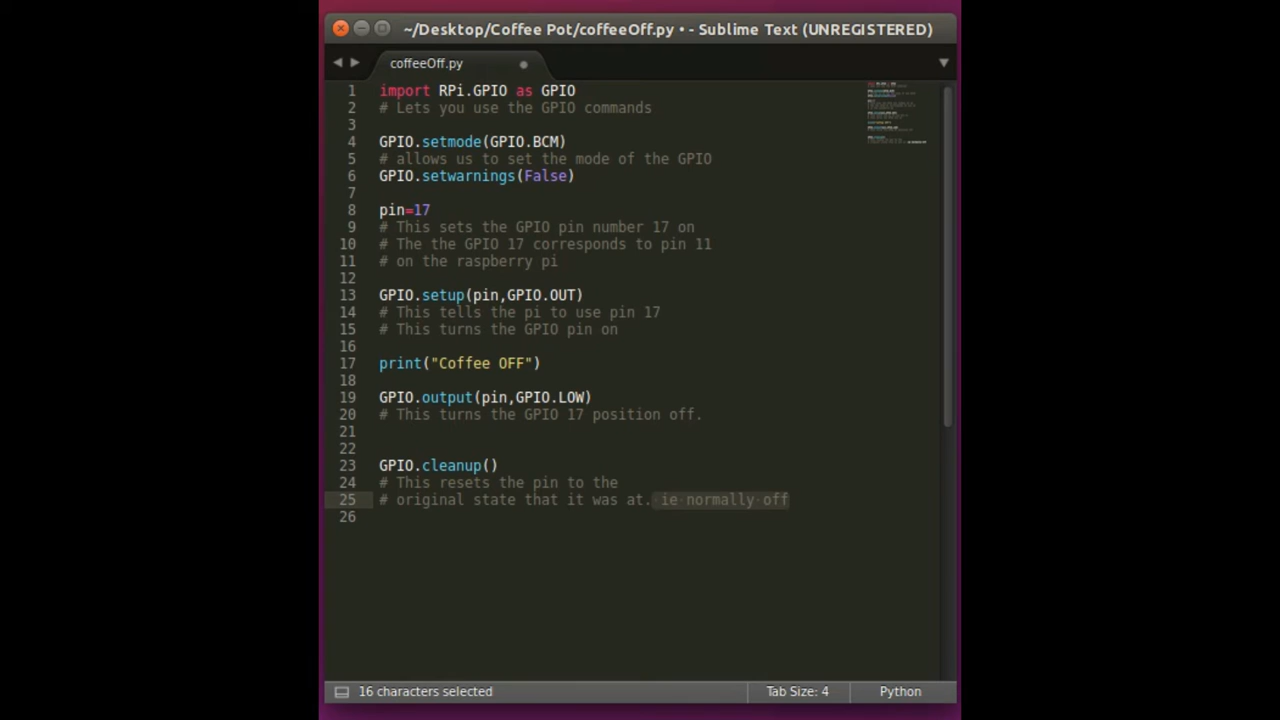 ~/Desktop/Coffee Pot/coffeeOff.py • - Sublime Text (UNREGISTERED)
coffeeOff.py
1 import RPi.GPIO as GPIO
2 # Lets you use the GPIO commands
3
4 GPIO.setmode(GPIO.BCM)
5 # allows us to set the mode of the GPIO
6 GPIO.setwarnings(False)
7
8 pin=17
9 # This sets the GPIO pin number 17 on
10 # The the GPIO 17 corresponds to pin 11
11 # on the raspberry pi
12
13 GPIO.setup(pin,GPIO.OUT)
14 # This tells the pi to use pin 17
15 # This turns the GPIO pin on
16
17 print("Coffee OFF")
18
19 GPIO.output(pin,GPIO.LOW)
20 # This turns the GPIO 17 position off.
21
22
23 GPIO.cleanup()
24 # This resets the pin to the
25 # original state that it was at. ie normally off
26
16 characters selected
Tab Size: 4
Python